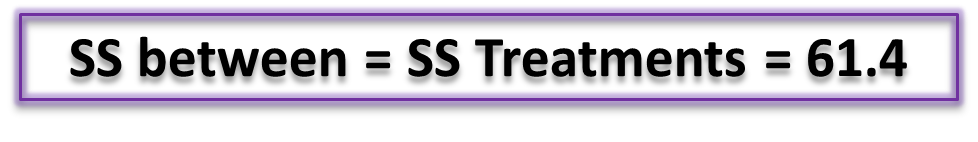 SS between = SS Treatments = 61.4